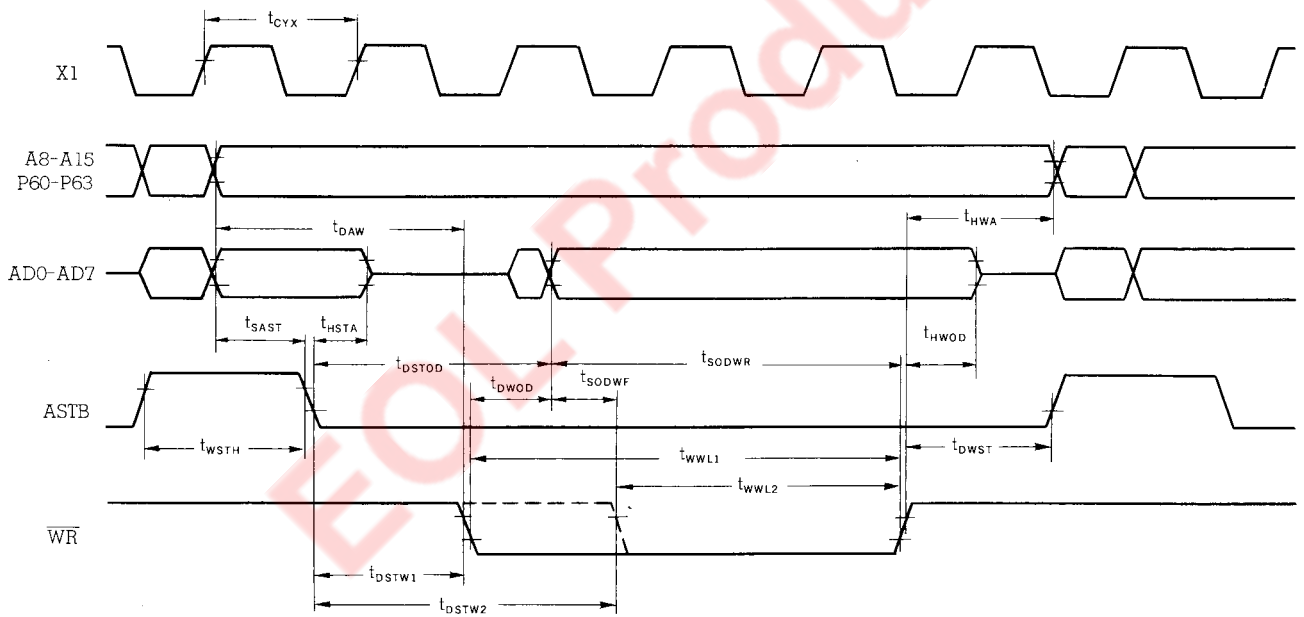 tCYX
X1
A8-A15
P60-P63
tDAW
tHWA
AD0-AD7
tSAST
tHSTA
tHWOD
tDSTOD
tSODWR
tDWOD
tSODWF
ASTB
tWSTH
tWWL1
tDWST
tWWL2
WR
tDSTW1
tDSTW2
EOL Produ